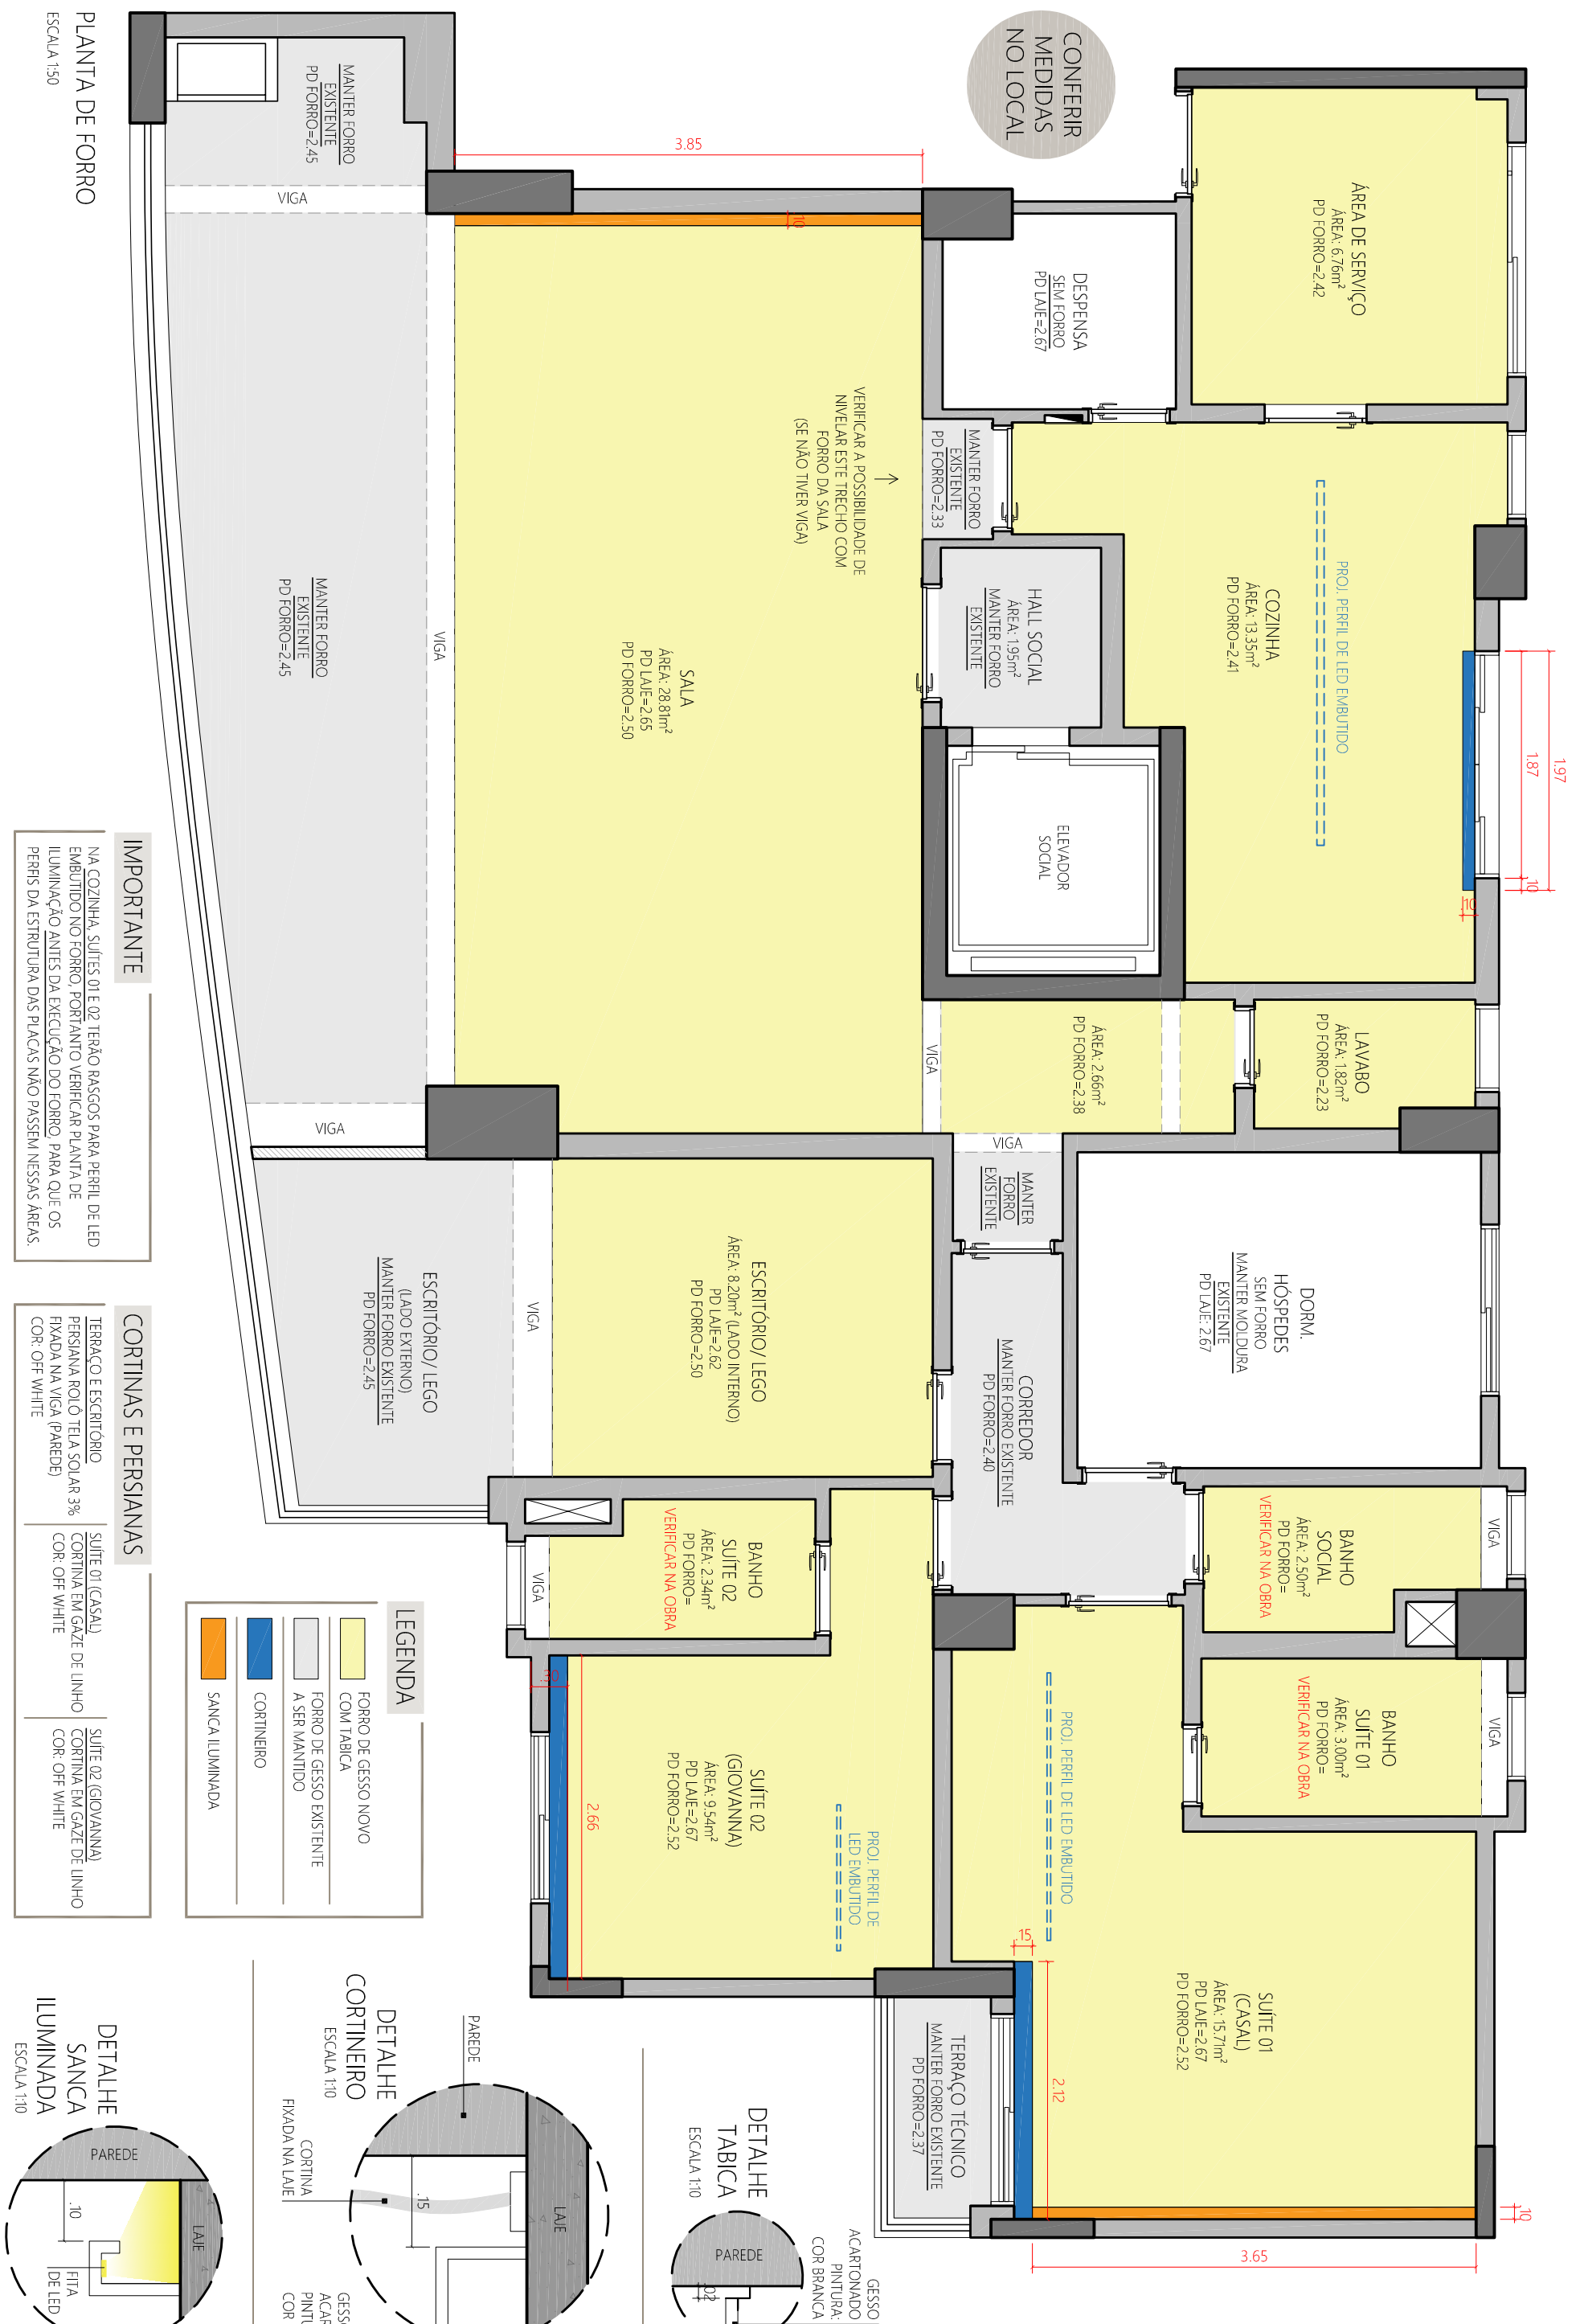 PLANTA DE FORRO
ESCALA 1:50
CONFERIR
MEDIDAS
NO LOCAL
ÁREA DE SERVIÇO
ÁREA: 6.76m²
PD FORRO=2.42
DESPENSA
SEM FORRO
PD LAJE=2.67
MANTER FORRO
EXISTENTE
PD FORRO=2.45
VIGA
3.85
.10
VERIFICAR A POSSIBILIDADE DE
NIVELAR ESTE TRECHO COM
FORRO DA SALA
(SE NÃO TIVER VIGA)
MANTER FORRO
EXISTENTE
PD FORRO=2.33
PROJ. PERFIL DE LED EMBUTIDO
COZINHA
ÁREA: 13.35m²
PD FORRO=2.41
1.97
1.87
.10
.10
HALL SOCIAL
ÁREA: 1.95m²
MANTER FORRO
EXISTENTE
ELEVADOR
SOCIAL
SALA
ÁREA: 28.81m²
PD LAJE=2.65
PD FORRO=2.50
VIGA
MANTER FORRO
EXISTENTE
PD FORRO=2.45
LAVABO
ÁREA: 1.82m²
PD FORRO=2.23
ÁREA: 2.66m²
PD FORRO=2.38
VIGA
VIGA
VIGA
MANTER
FORRO
EXISTENTE
DORM.
HÓSPEDES
SEM FORRO
MANTER MOLDURA
EXISTENTE
PD LAJE: 2.67
ESCRITÓRIO/ LEGO
ÁREA: 8.20m² (LADO INTERNO)
PD LAJE=2.62
PD FORRO=2.50
VIGA
ESCRITÓRIO/ LEGO
(LADO EXTERNO)
MANTER FORRO EXISTENTE
PD FORRO=2.45
CORREDOR
MANTER FORRO EXISTENTE
PD FORRO=2.40
VIGA
BANHO
SOCIAL
ÁREA: 2.50m²
PD FORRO=
VERIFICAR NA OBRA
BANHO
SUÍTE 02
ÁREA: 2.34m²
PD FORRO=
VERIFICAR NA OBRA
VIGA
VIGA
BANHO
SUÍTE 01
ÁREA: 3.00m²
PD FORRO=
VERIFICAR NA OBRA
PROJ. PERFIL DE LED EMBUTIDO
SUÍTE 02
(GIOVANNA)
ÁREA: 9.54m²
PD LAJE=2.67
PD FORRO=2.52
PROJ. PERFIL DE
LED EMBUTIDO
2.66
SUÍTE 01
(CASAL)
ÁREA: 15.71m²
PD LAJE=2.67
PD FORRO=2.52
.15
2.12
.10
3.65
TERRAÇO TÉCNICO
MANTER FORRO EXISTENTE
PD FORRO=2.37
IMPORTANTE
NA COZINHA, SUÍTES 01 E 02 TERÃO RASGOS PARA PERFIL DE LED
EMBUTIDO NO FORRO, PORTANTO VERIFICAR PLANTA DE
ILUMINAÇÃO ANTES DA EXECUÇÃO DO FORRO, PARA QUE OS
PERFIS DA ESTRUTURA DAS PLACAS NÃO PASSEM NESSAS ÁREAS.
CORTINAS E PERSIANAS
TERRAÇO E ESCRITÓRIO
PERSIANA ROLÔ TELA SOLAR 3%
FIXADA NA VIGA (PAREDE)
COR: OFF WHITE
SUÍTE 01 (CASAL)
CORTINA EM GAZE DE LINHO
COR: OFF WHITE
SUÍTE 02 (GIOVANNA)
CORTINA EM GAZE DE LINHO
COR: OFF WHITE
LEGENDA
FORRO DE GESSO NOVO
COM TABICA
FORRO DE GESSO EXISTENTE
A SER MANTIDO
CORTINEIRO
SANCA ILUMINADA
DETALHE
TABICA
ESCALA 1:10
PAREDE
.02
GESSO
ACARTONADO
PINTURA:
COR BRANCA
DETALHE
CORTINEIRO
ESCALA 1:10
PAREDE
CORTINA
FIXADA NA LAJE
.15
LAJE
DETALHE
SANCA
ILUMINADA
ESCALA 1:10
PAREDE
.10
LAJE
FITA
DE LED